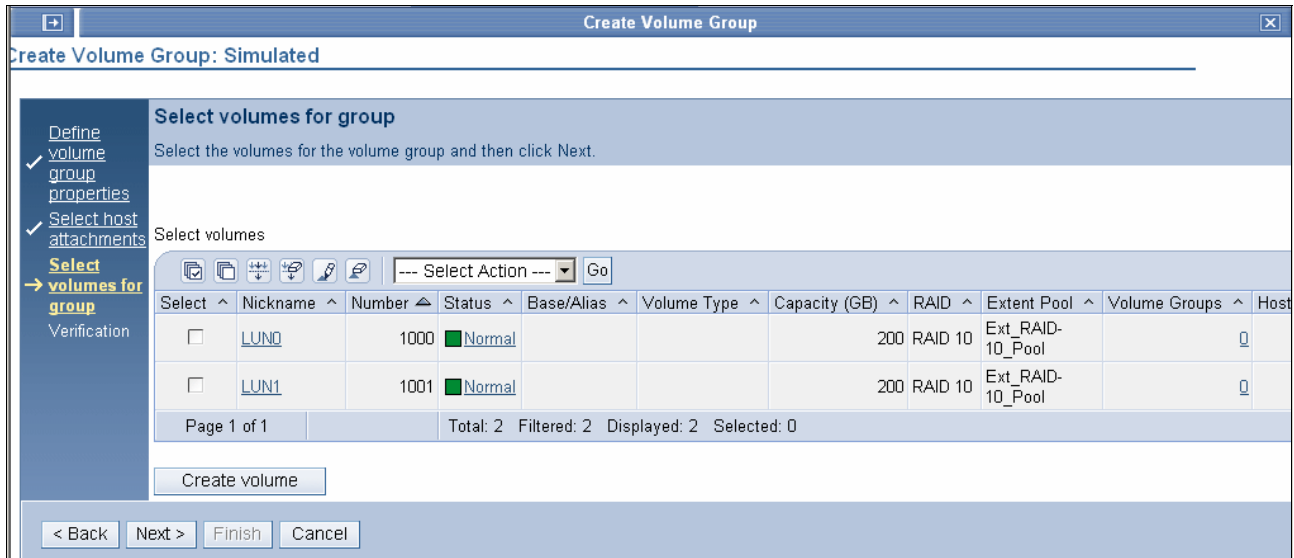 Create Volume Group
Create Volume Group: Simulated
Define
volume
group
properties
Select host
attachments
Select
volumes for
group
Verification
Select volumes for group
Select the volumes for the volume group and then click Next.
Select volumes
--- Select Action --- Go
Select Nickname Number Status Base/Alias Volume Type Capacity (GB) RAID Extent Pool Volume Groups Host
LUN0 1000 Normal 200 RAID 10 Ext_RAID-
10_Pool 0
LUN1 1001 Normal 200 RAID 10 Ext_RAID-
10_Pool 0
Page 1 of 1 Total: 2 Filtered: 2 Displayed: 2 Selected: 0
Create volume
< Back Next > Finish Cancel